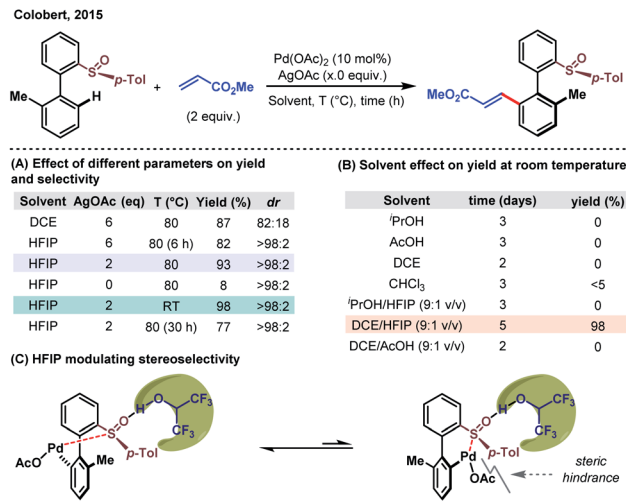 Colobert, 2015
S
O
p-Tol
Me
H
+
CO₂Me
(2 equiv.)
Pd(OAc)₂ (10 mol%)
AgOAc (x.0 equiv.)
Solvent, T (°C), time (h)
MeO₂C
S
O
p-Tol
Me
(A) Effect of different parameters on yield
and selectivity
Solvent AgOAc (eq) T (°C) Yield (%) dr
DCE 6 80 87 82:18
HFIP 6 80 (6 h) 82 >98:2
HFIP 2 80 93 >98:2
HFIP 0 80 8 >98:2
HFIP 2 RT 98 >98:2
HFIP 2 80 (30 h) 77 >98:2
(B) Solvent effect on yield at room temperature
Solvent time (days) yield (%)
ⁱPrOH 3 0
AcOH 3 0
DCE 2 0
CHCl₃ 3 <5
ⁱPrOH/HFIP (9:1 v/v) 3 0
DCE/HFIP (9:1 v/v) 5 98
DCE/AcOH (9:1 v/v) 2 0
(C) HFIP modulating stereoselectivity
H O CF₃
O
S
CF₃
Pd
p-Tol
AcO
Me
H O CF₃
O
S
CF₃
p-Tol
Me
Pd
OAc
steric
hindrance